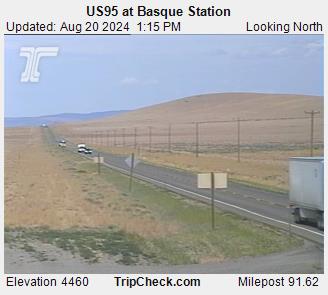 US95 at Basque Station
Updated: Aug 20 2024 1:15 PM Looking North
Elevation 4460 TripCheck.com Milepost 91.62